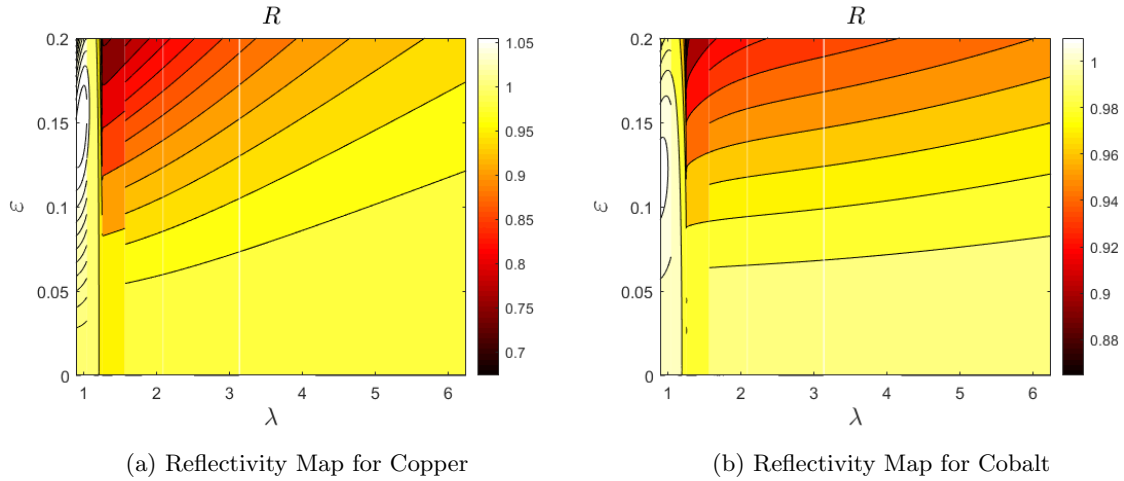 R
0.2
0.15
0.1
0.05
0
ε
1 2 3 4 5 6
λ
1.05
1
0.95
0.9
0.85
0.8
0.75
0.7
(a) Reflectivity Map for Copper
R
0.2
0.15
0.1
0.05
0
ε
1 2 3 4 5 6
λ
1
0.98
0.96
0.94
0.92
0.9
0.88
(b) Reflectivity Map for Cobalt